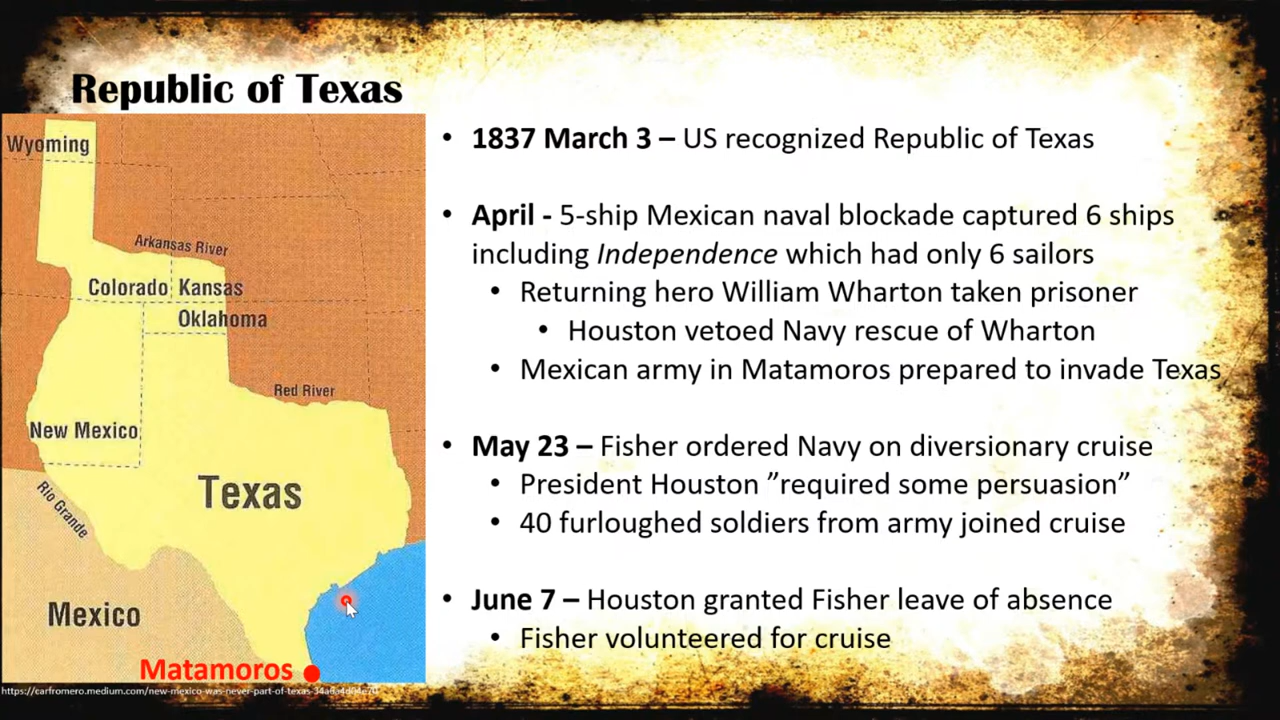 Republic of Texas
Wyoming
Arkansas River
Colorado Kansas
Oklahoma
Red River
New Mexico
Texas
Rio Grande
Mexico
Matamoros
• 1837 March 3 – US recognized Republic of Texas
• April - 5-ship Mexican naval blockade captured 6 ships
including Independence which had only 6 sailors
• Returning hero William Wharton taken prisoner
• Houston vetoed Navy rescue of Wharton
• Mexican army in Matamoros prepared to invade Texas
• May 23 – Fisher ordered Navy on diversionary cruise
• President Houston ”required some persuasion”
• 40 furloughed soldiers from army joined cruise
• June 7 – Houston granted Fisher leave of absence
• Fisher volunteered for cruise